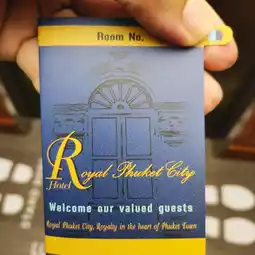 Room No.
Royal Phuket City
Hotel
Welcome our valued guests
Royal Phuket City, Royalty in the heart of Phuket Town